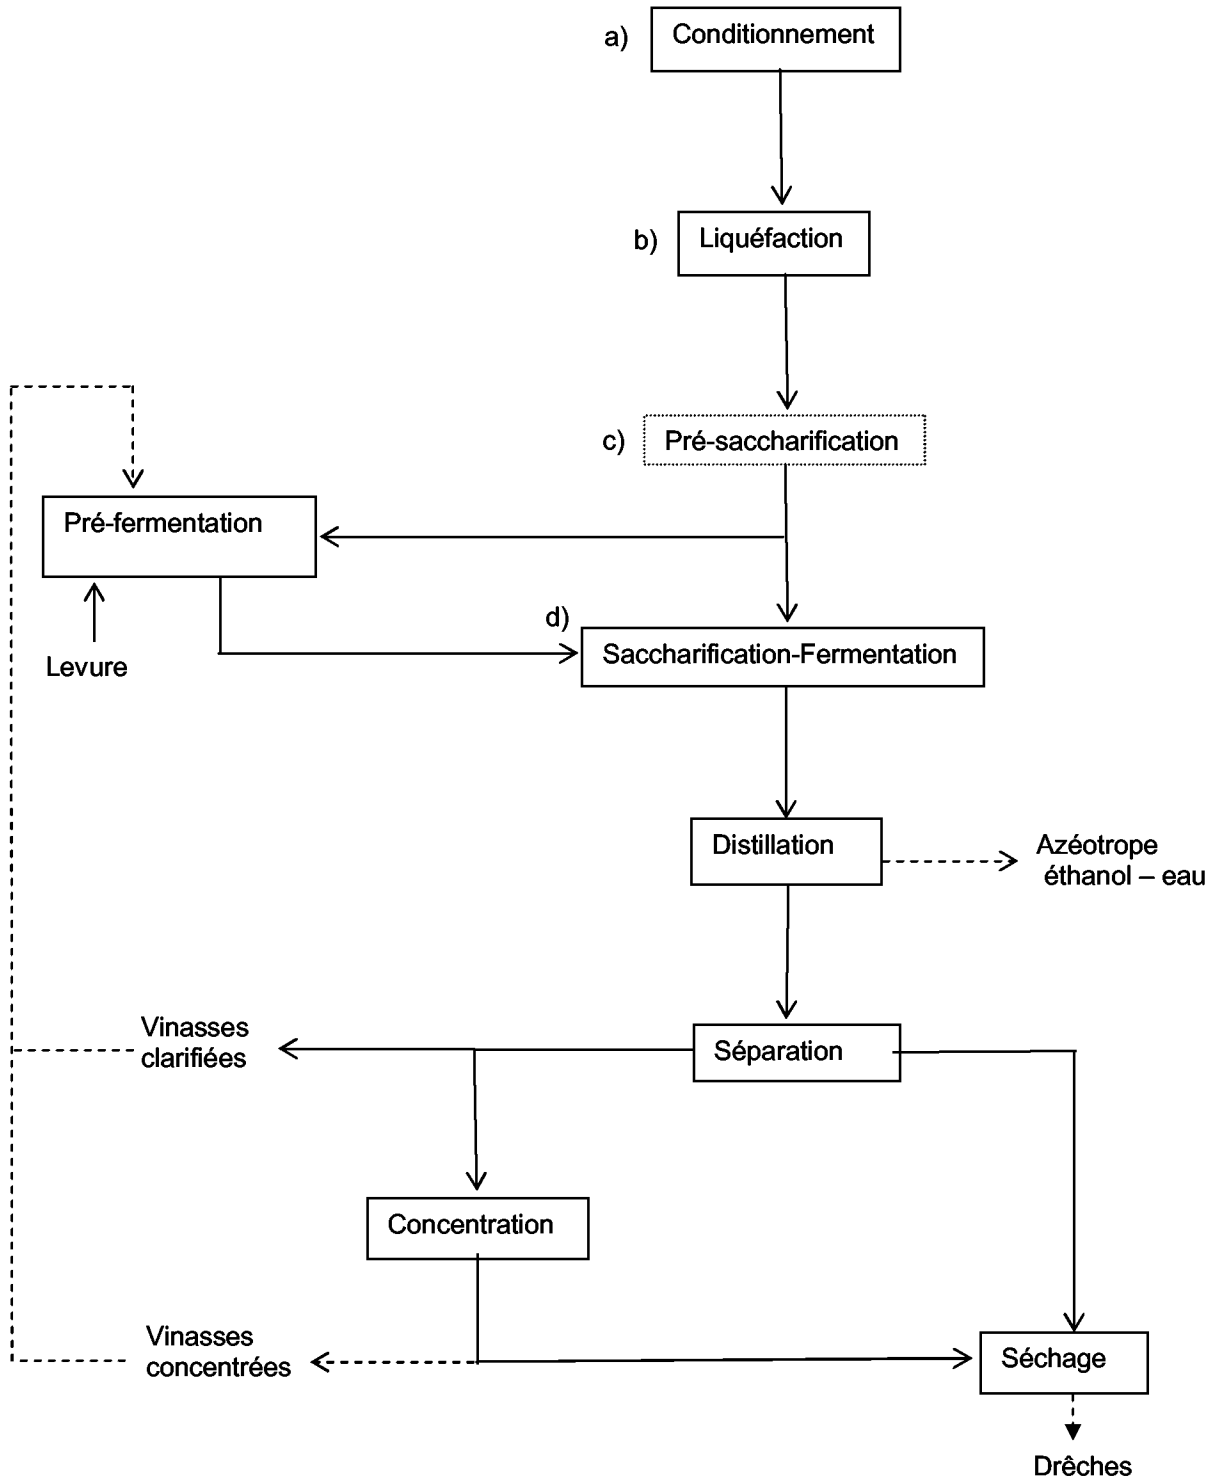 a) Conditionnement
b) Liquéfaction
c) Pré-saccharification
Pré-fermentation
Levure
d) Saccharification-Fermentation
Distillation
Azéotrope
éthanol – eau
Vinasses
clarifiées
Séparation
Concentration
Vinasses
concentrées
Séchage
Drêches